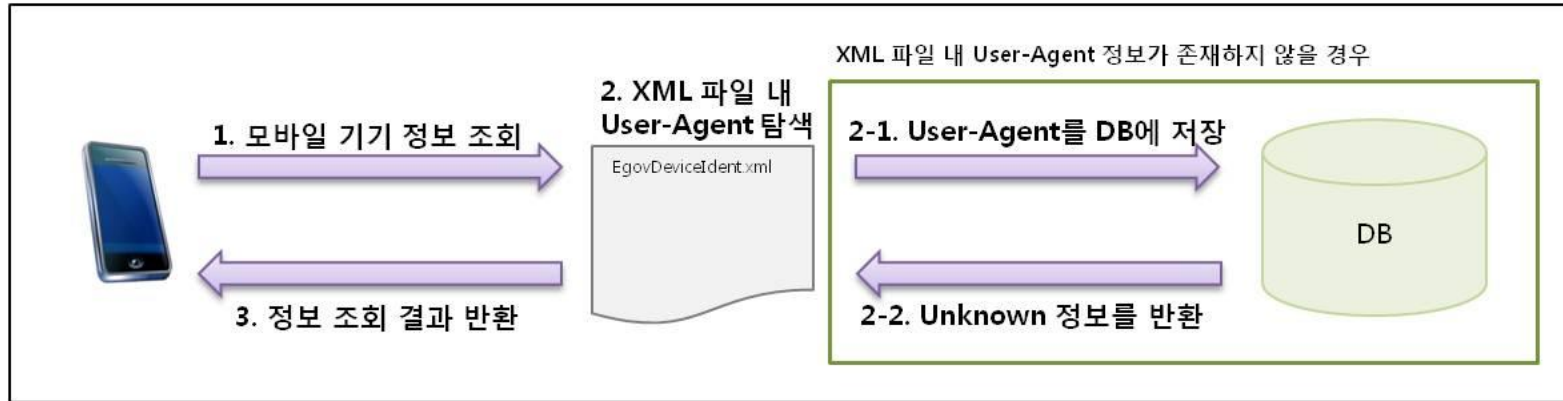 XML 파일 내 User-Agent 정보가 존재하지 않을 경우
1. 모바일 기기 정보 조회
2. XML 파일 내
User-Agent 탐색
EgovDeviceIdent.xml
2-1. User-Agent를 DB에 저장
DB
3. 정보 조회 결과 반환
2-2. Unknown 정보를 반환